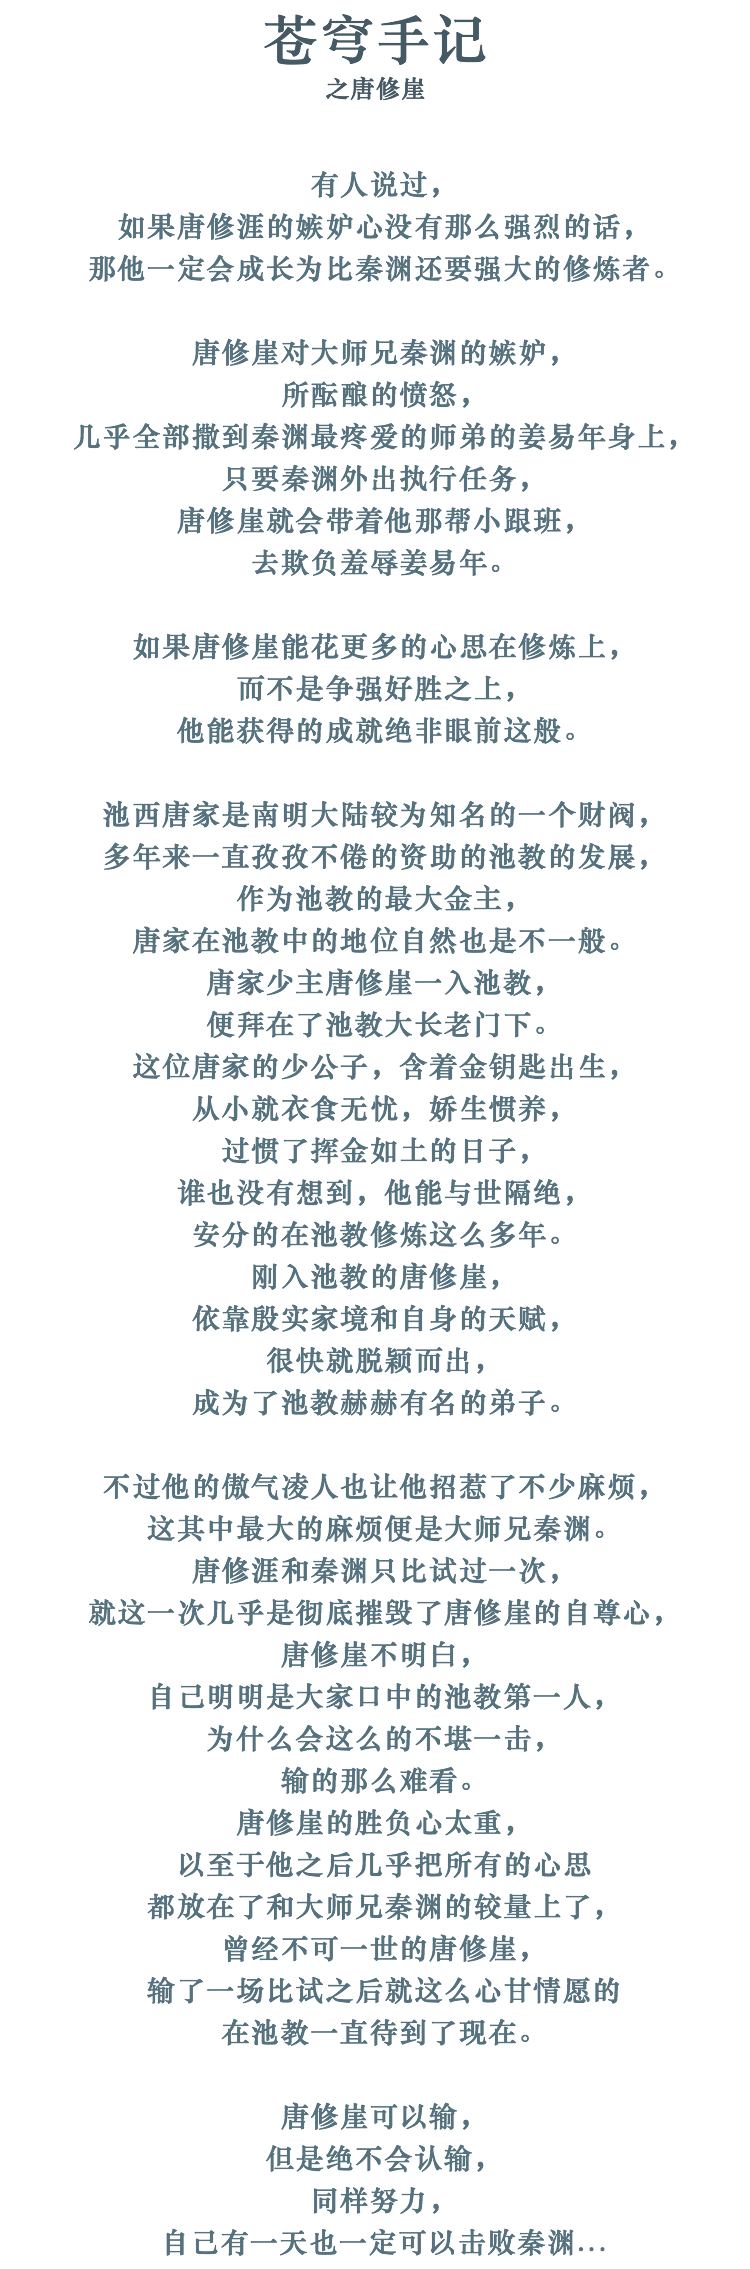 苍穹手记
之唐修崖
有人说过，
如果唐修涯的嫉妒心没有那么强烈的话，
那他一定会成长为比秦渊还要强大的修炼者。
唐修崖对大师兄秦渊的嫉妒，
所酝酿的愤怒，
几乎全部撒到秦渊最疼爱的师弟的姜易年身上，
只要秦渊外出执行任务，
唐修崖就会带着他那帮小跟班，
去欺负羞辱姜易年。
如果唐修崖能花更多的心思在修炼上，
而不是争强好胜之上，
他能获得的成就绝非眼前这般。
池西唐家是南明大陆较为知名的一个财阀，
多年来一直孜孜不倦的资助的池教的发展，
作为池教的最大金主，
唐家在池教中的地位自然也是不一般。
唐家少主唐修崖一入池教，
便拜在了池教大长老门下。
这位唐家的少公子，含着金钥匙出生，
从小就衣食无忧，娇生惯养，
过惯了挥金如土的日子，
谁也没有想到，他能与世隔绝，
安分的在池教修炼这么多年。
刚入池教的唐修崖，
依靠殷实家境和自身的天赋，
很快就脱颖而出，
成为了池教赫赫有名的弟子。
不过他的傲气凌人也让他招惹了不少麻烦，
这其中最大的麻烦便是大师兄秦渊。
唐修涯和秦渊只比试过一次，
就这一次几乎是彻底摧毁了唐修崖的自尊心，
唐修崖不明白，
自己明明是大家口中的池教第一人，
为什么会这么的不堪一击，
输的那么难看。
唐修崖的胜负心太重，
以至于他之后几乎把所有的心思
都放在了和大师兄秦渊的较量上了，
曾经不可一世的唐修崖，
输了一场比试之后就这么心甘情愿的
在池教一直待到了现在。
唐修崖可以输，
但是绝不会认输，
同样努力，
自己有一天也一定可以击败秦渊...